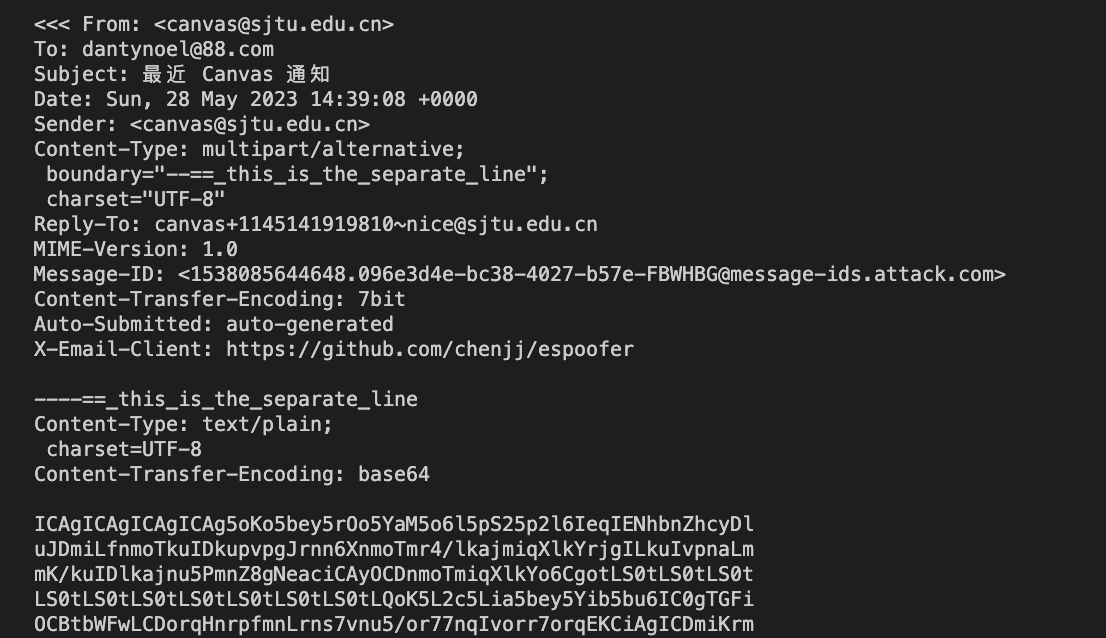 <<< From: <canvas@sjtu.edu.cn>
To: dantynoel@88.com
Subject: 最近 Canvas 通知
Date: Sun, 28 May 2023 14:39:08 +0000
Sender: <canvas@sjtu.edu.cn>
Content-Type: multipart/alternative;
 boundary="--==_this_is_the_separate_line";
 charset="UTF-8"
Reply-To: canvas+1145141919810~nice@sjtu.edu.cn
MIME-Version: 1.0
Message-ID: <1538085644648.096e3d4e-bc38-4027-b57e-FBWHBG@message-ids.attack.com>
Content-Transfer-Encoding: 7bit
Auto-Submitted: auto-generated
X-Email-Client: https://github.com/chenjj/espoofer

----==_this_is_the_separate_line
Content-Type: text/plain;
 charset=UTF-8
Content-Transfer-Encoding: base64

ICAgICAgICAgICAg5oKo5bey5rOo5YaM5o6l5pS25p2l6IeqIENhbnZhcyDl
uJDmiLfnmoTkuIDkupvpgJrnn6XnmoTmr4/lkajmiqXlkYrjgILkuIvpnaLm
mK/kuIDlkajnu5PmnZ8gNeaciCAyOCDnmoTmiqXlkYo6CgotLS0tLS0tLS0t
LS0tLS0tLS0tLS0tLS0tLS0tLS0tLQoK5L2c5Lia5bey5Yib5bu6IC0gTGFi
OCBtbWFwLCDorqHnrpfmnLrns7vnu5/or77nqIvorr7orqEKCiAgICDmiKrm